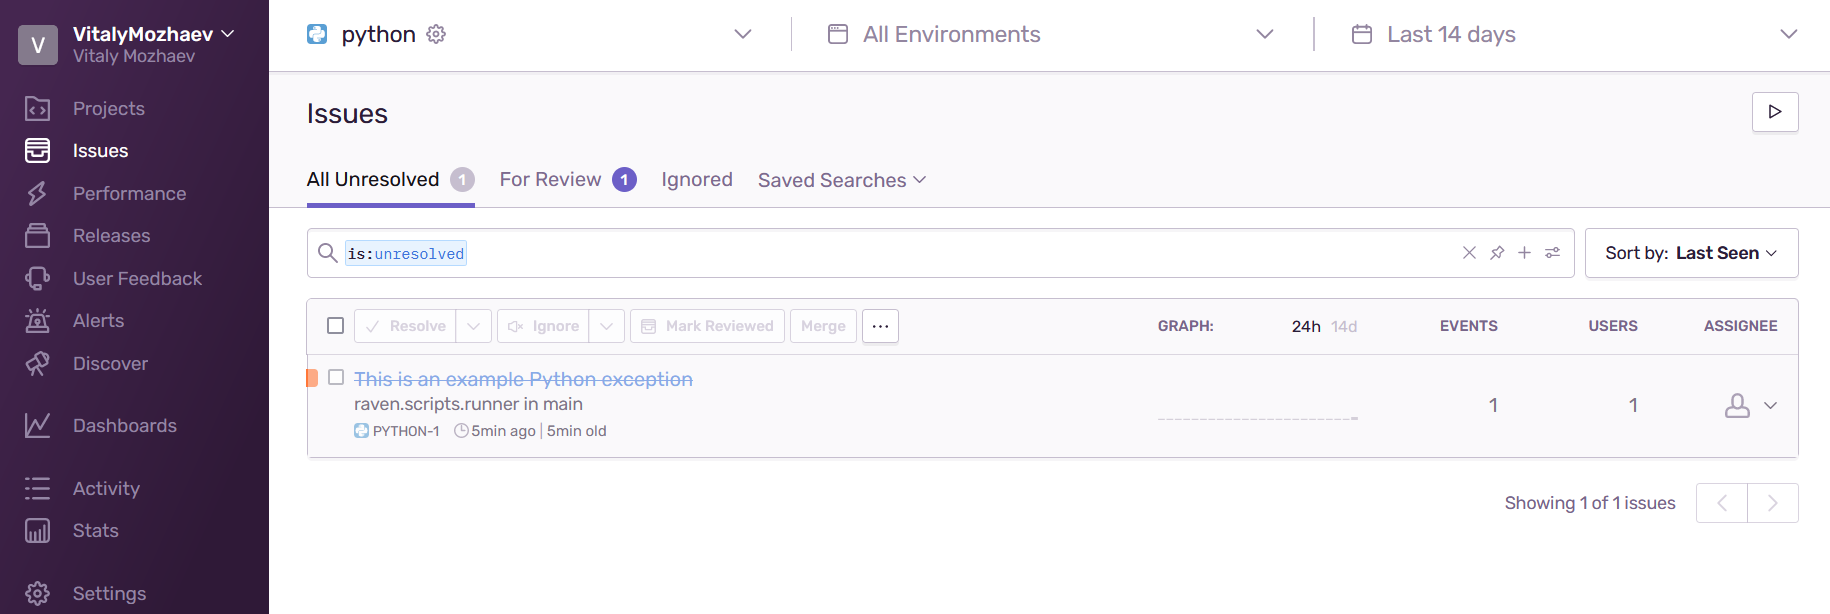 V
VitalyMozhaev
Vitaly Mozhaev
Projects
Issues
Performance
Releases
User Feedback
Alerts
Discover
Dashboards
Activity
Stats
Settings
python
All Environments
Last 14 days
Issues
All Unresolved 1 For Review 1 Ignored Saved Searches
is:unresolved
Sort by: Last Seen
Resolve Ignore Mark Reviewed Merge ... GRAPH: 24h 14d EVENTS USERS ASSIGNEE
This is an example Python exception
raven.scripts.runner in main
1 1
PYTHON-1 5min ago | 5min old
Showing 1 of 1 issues